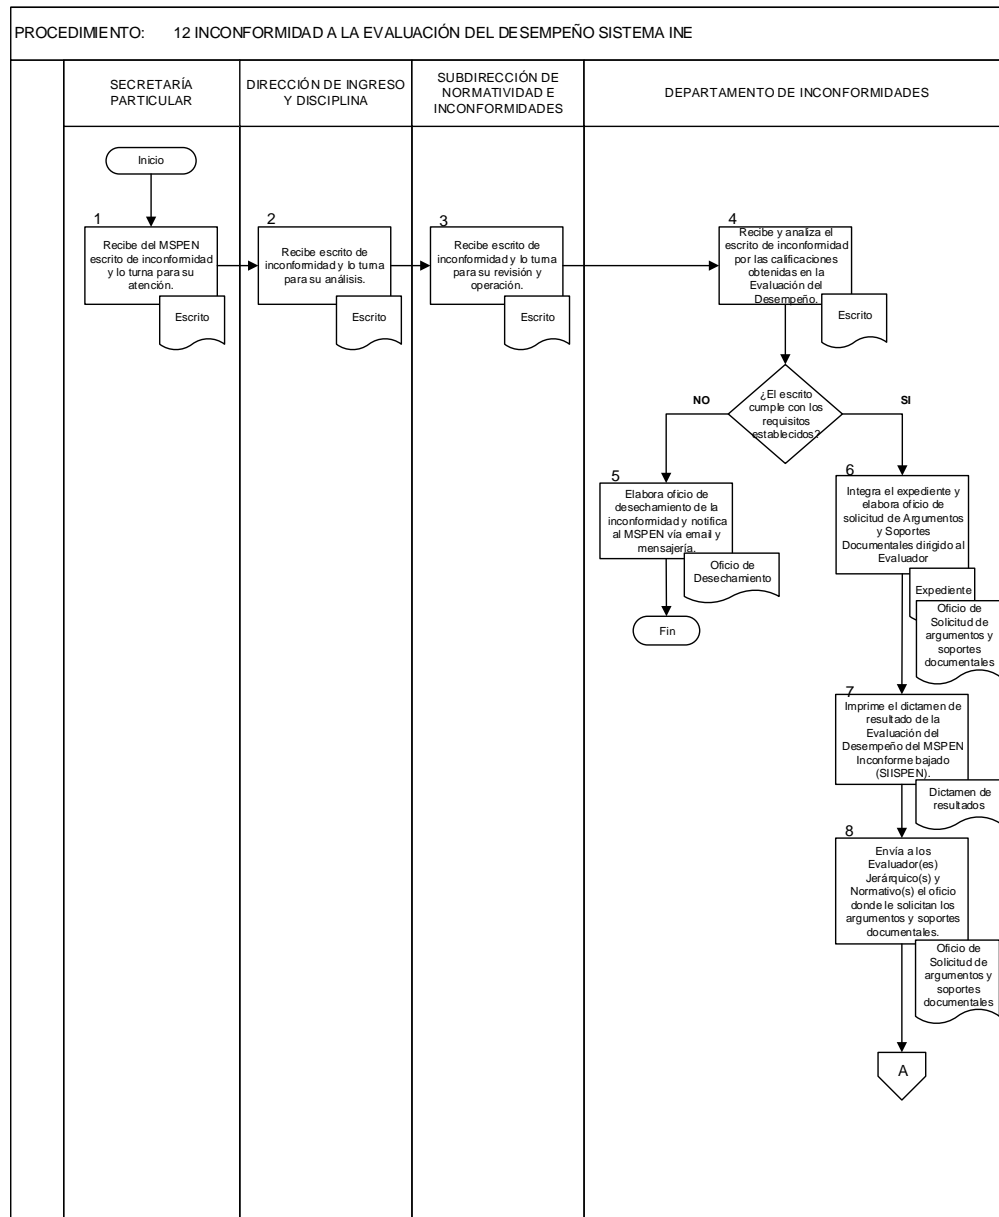 PROCEDIMIENTO: 12 INCONFORMIDAD A LA EVALUACIÓN DEL DESEMPEÑO SISTEMA INE
SECRETARÍA
PARTICULAR
DIRECCIÓN DE INGRESO
Y DISCIPLINA
SUBDIRECCIÓN DE
NORMATIVIDAD E
INCONFORMIDADES
DEPARTAMENTO DE INCONFORMIDADES
Inicio
1
Recibe del MSPEN
escrito de inconformidad
y lo turna para su
atención.
Escrito
2
Recibe escrito de
inconformidad y lo turna
para su análisis.
Escrito
3
Recibe escrito de
inconformidad y lo turna
para su revisión y
operación.
Escrito
4
Recibe y analiza el
escrito de inconformidad
por las calificaciones
obtenidas en la
Evaluación del
Desempeño.
Escrito
¿El escrito
cumple con los
requisitos
establecidos?
NO
SI
5
Elabora oficio de
desechamiento de la
inconformidad y notifica
al MSPEN vía email y
mensajería.
Oficio de
Desechamiento
Fin
6
Integra el expediente y
elabora oficio de
solicitud de Argumentos
y Soportes
Documentales dirigido al
Evaluador
Expediente
Oficio de
Solicitud de
argumentos y
soportes
documentales
7
Imprime el dictamen de
resultado de la
Evaluación del
Desempeño del MSPEN
Inconforme bajado
(SIISPEN).
Dictamen de
resultados
8
Envía a los
Evaluador(es)
Jerárquico(s) y
Normativo(s) el oficio
donde le solicitan los
argumentos y soportes
documentales.
Oficio de
Solicitud de
argumentos y
soportes
documentales
A